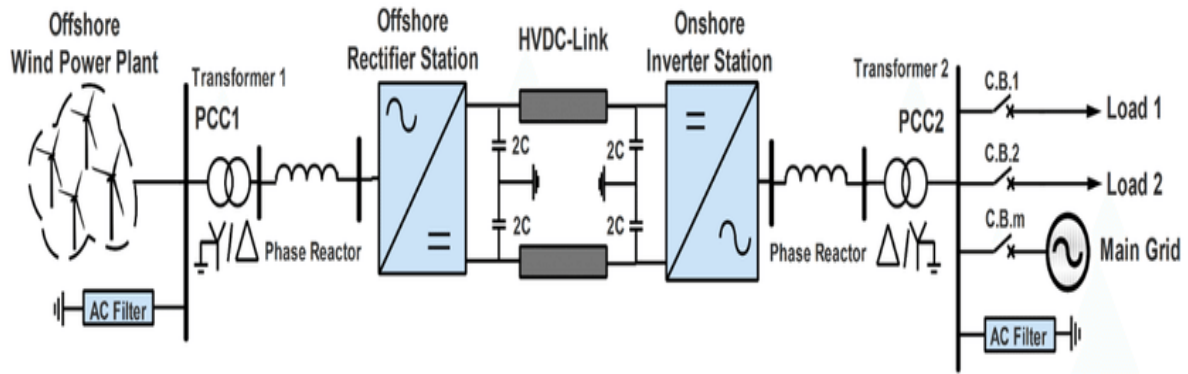 Offshore
Wind Power Plant
Transformer 1
PCC1
Phase Reactor
AC Filter
Offshore
Rectifier Station
HVDC-Link
2C
2C
2C
2C
Onshore
Inverter Station
Phase Reactor
Transformer 2
PCC2
C.B.1
Load 1
C.B.2
Load 2
C.B.m
Main Grid
AC Filter